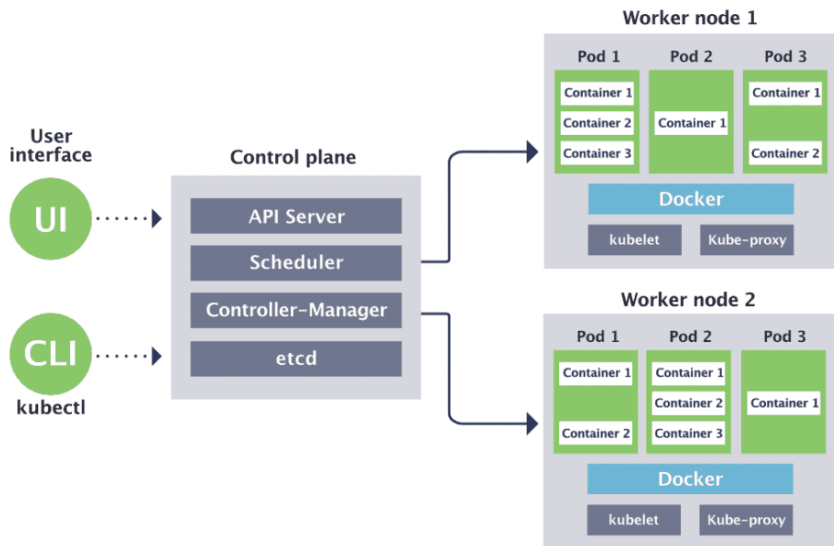 User
interface
UI
CLI
kubectl
Control plane
API Server
Scheduler
Controller-Manager
etcd
Worker node 1
Pod 1
Pod 2
Pod 3
Container 1
Container 2
Container 3
Container 1
Container 1
Container 2
Docker
kubelet
Kube-proxy
Worker node 2
Pod 1
Pod 2
Pod 3
Container 1
Container 2
Container 1
Container 2
Container 3
Container 1
Docker
kubelet
Kube-proxy